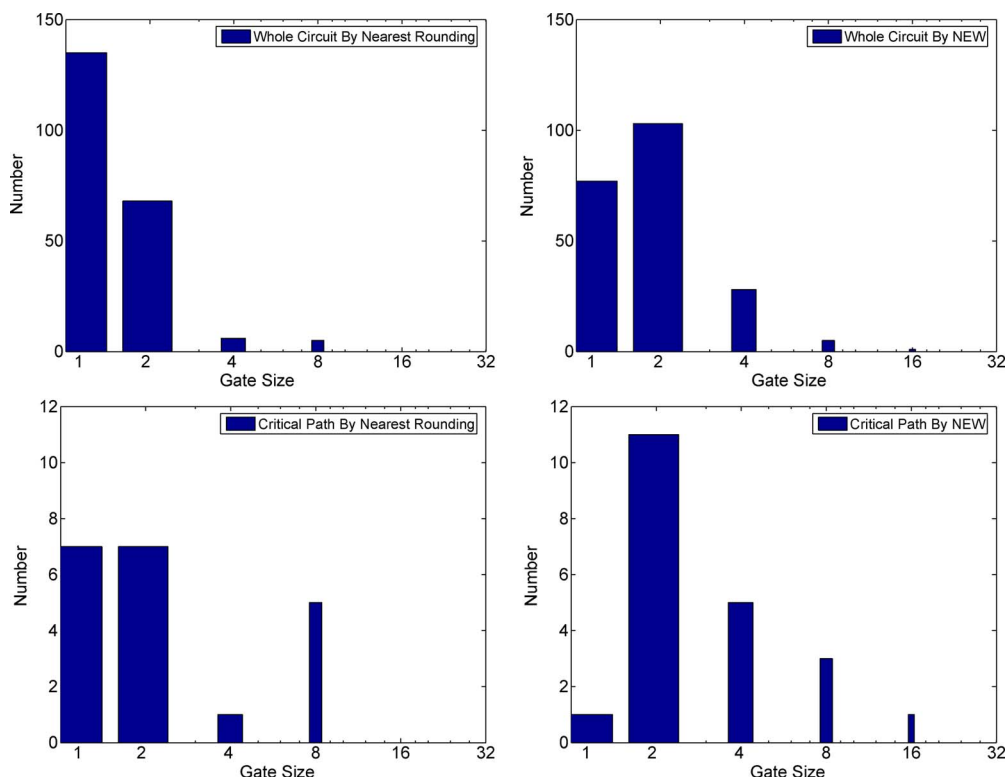 Whole Circuit By Nearest Rounding
150
100
50
0
Number
1 2 4 8 16 32
Gate Size
Whole Circuit By NEW
150
100
50
0
Number
1 2 4 8 16 32
Gate Size
Critical Path By Nearest Rounding
12
10
8
6
4
2
0
Number
1 2 4 8 16 32
Gate Size
Critical Path By NEW
12
10
8
6
4
2
0
Number
1 2 4 8 16 32
Gate Size